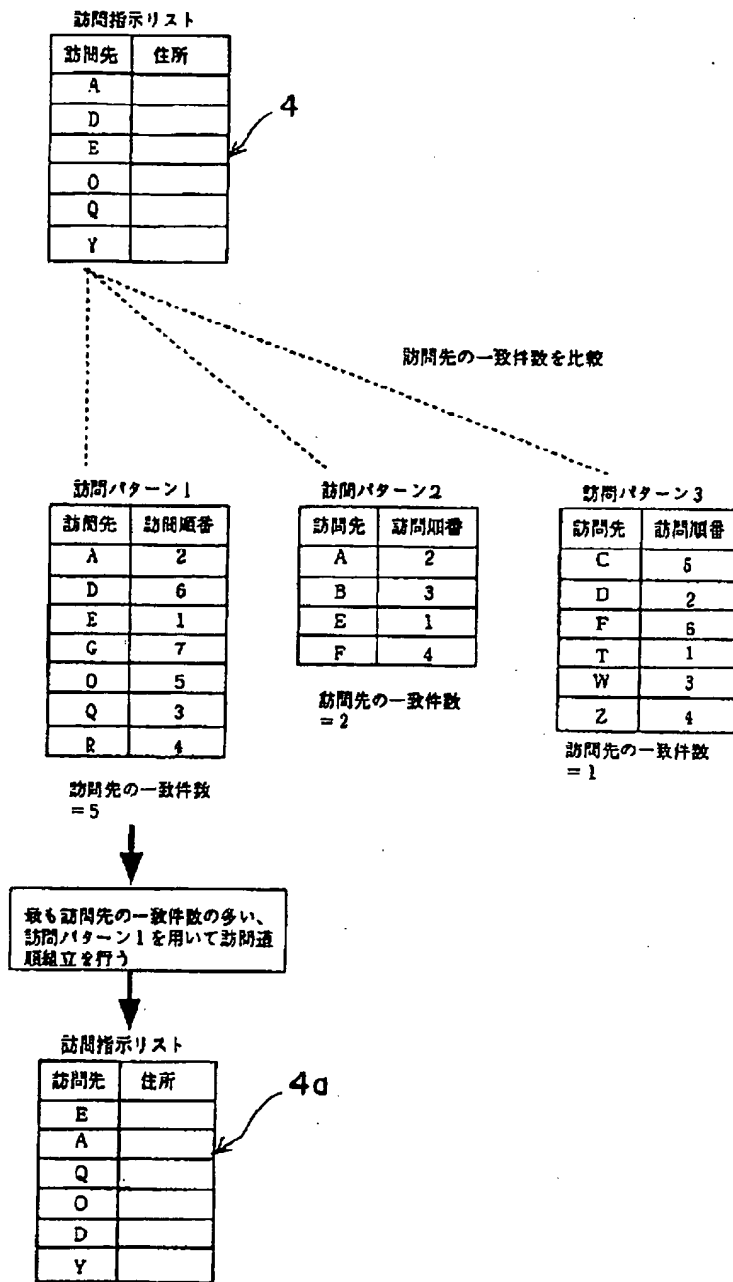 訪問指示リスト
訪問先 住所
A
D
E
O
Q
Y
4
訪問先の一致件数を比較
訪問パターン1
訪問先 訪問順番
A 2
D 6
E 1
G 7
O 5
Q 3
R 4
訪問先の一致件数
=5
訪問パターン2
訪問先 訪問順番
A 2
B 3
E 1
F 4
訪問先の一致件数
=2
訪問パターン3
訪問先 訪問順番
C 5
D 2
F 6
T 1
W 3
Z 4
訪問先の一致件数
=1
最も訪問先の一致件数の多い、
訪問パターン1を用いて訪問道
順組立を行う
訪問指示リスト
訪問先 住所
E
A
Q
O
D
Y
4a